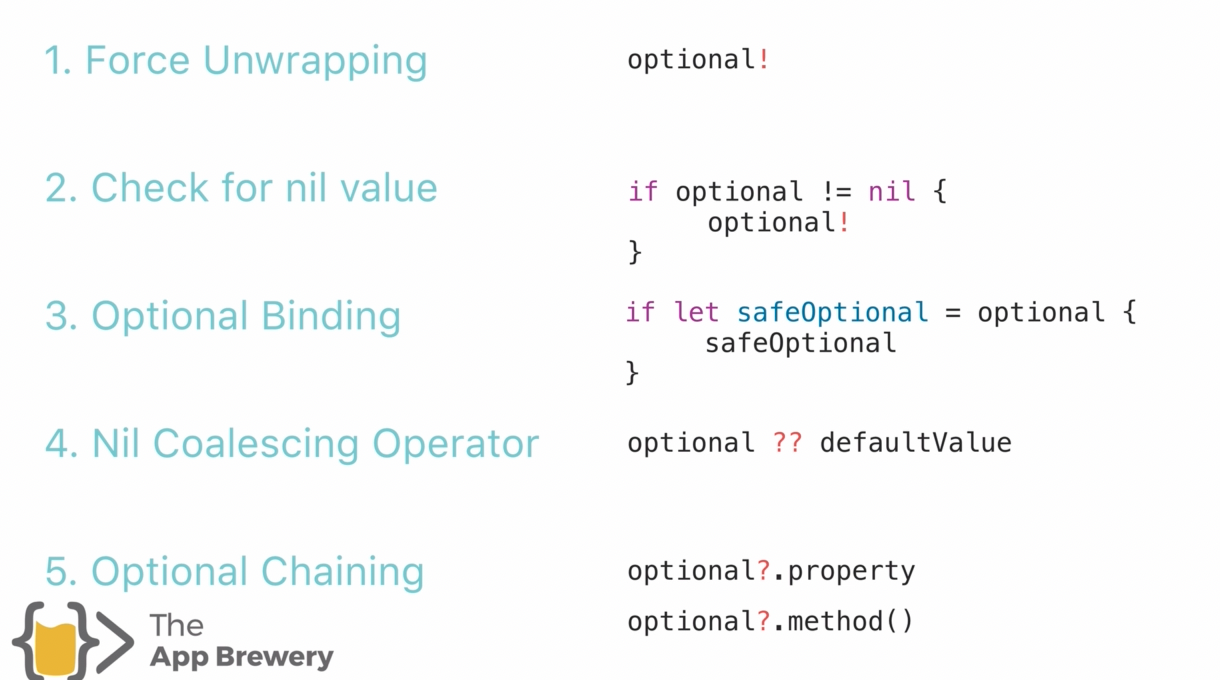 1. Force Unwrapping
optional!
2. Check for nil value
if optional != nil {
optional!
}
3. Optional Binding
if let safeOptional = optional {
safeOptional
}
4. Nil Coalescing Operator
optional ?? defaultValue
5. Optional Chaining
optional?.property
optional?.method()
The
App Brewery